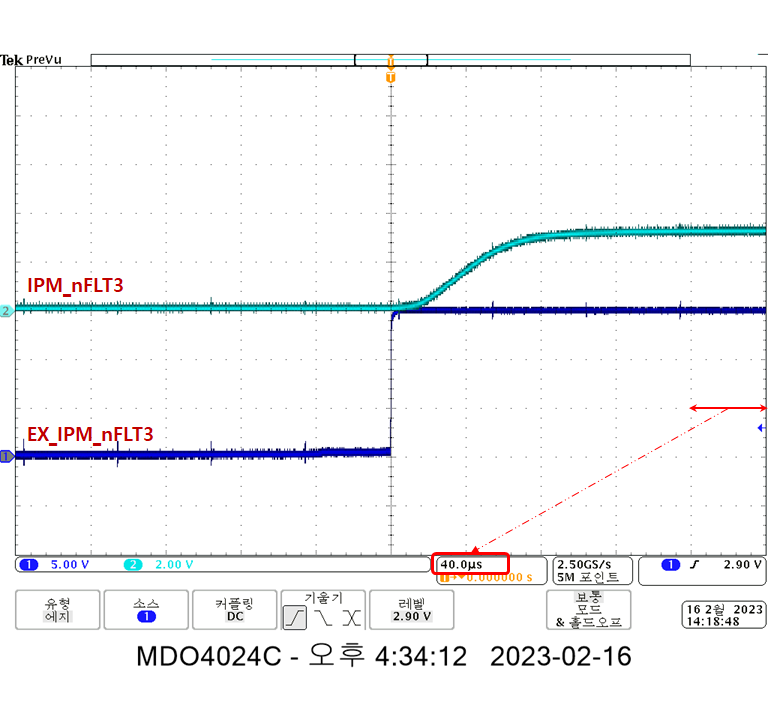 Tek PreVu
T
T
IPM_nFLT3
2
EX_IPM_nFLT3
1
1 5.00 V 2 2.00 V 40.0µs 2.50GS/s 1 2.90 V
0.000000 s 5M 포인트
유형 에지
소스 1
커플링 DC
기울기
레벨 2.90 V
보통 모드 & 홀드오프
16 2월 2023
14:18:48
MDO4024C - 오후 4:34:12 2023-02-16